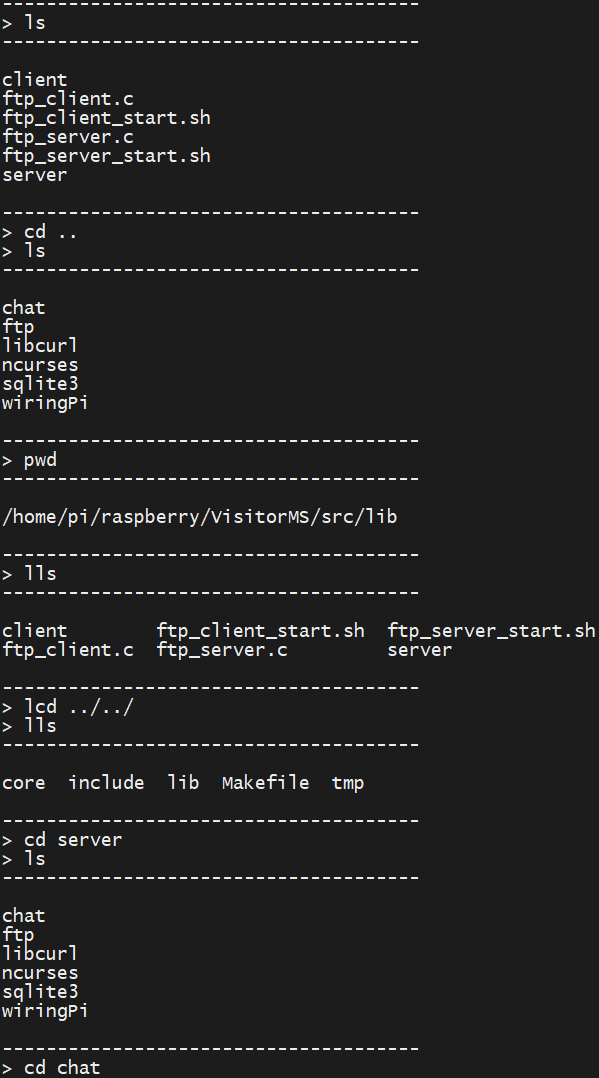 --------------------------------------
> ls
--------------------------------------
client
ftp_client.c
ftp_client_start.sh
ftp_server.c
ftp_server_start.sh
server
--------------------------------------
> cd ..
> ls
--------------------------------------
chat
ftp
libcurl
ncurses
sqlite3
wiringPi
--------------------------------------
> pwd
--------------------------------------
/home/pi/raspberry/VisitorMS/src/lib
--------------------------------------
> lls
--------------------------------------
client        ftp_client_start.sh  ftp_server_start.sh
ftp_client.c  ftp_server.c         server
--------------------------------------
> lcd ../../
> lls
--------------------------------------
core  include  lib  Makefile  tmp
--------------------------------------
> cd server
> ls
--------------------------------------
chat
ftp
libcurl
ncurses
sqlite3
wiringPi
--------------------------------------
> cd chat